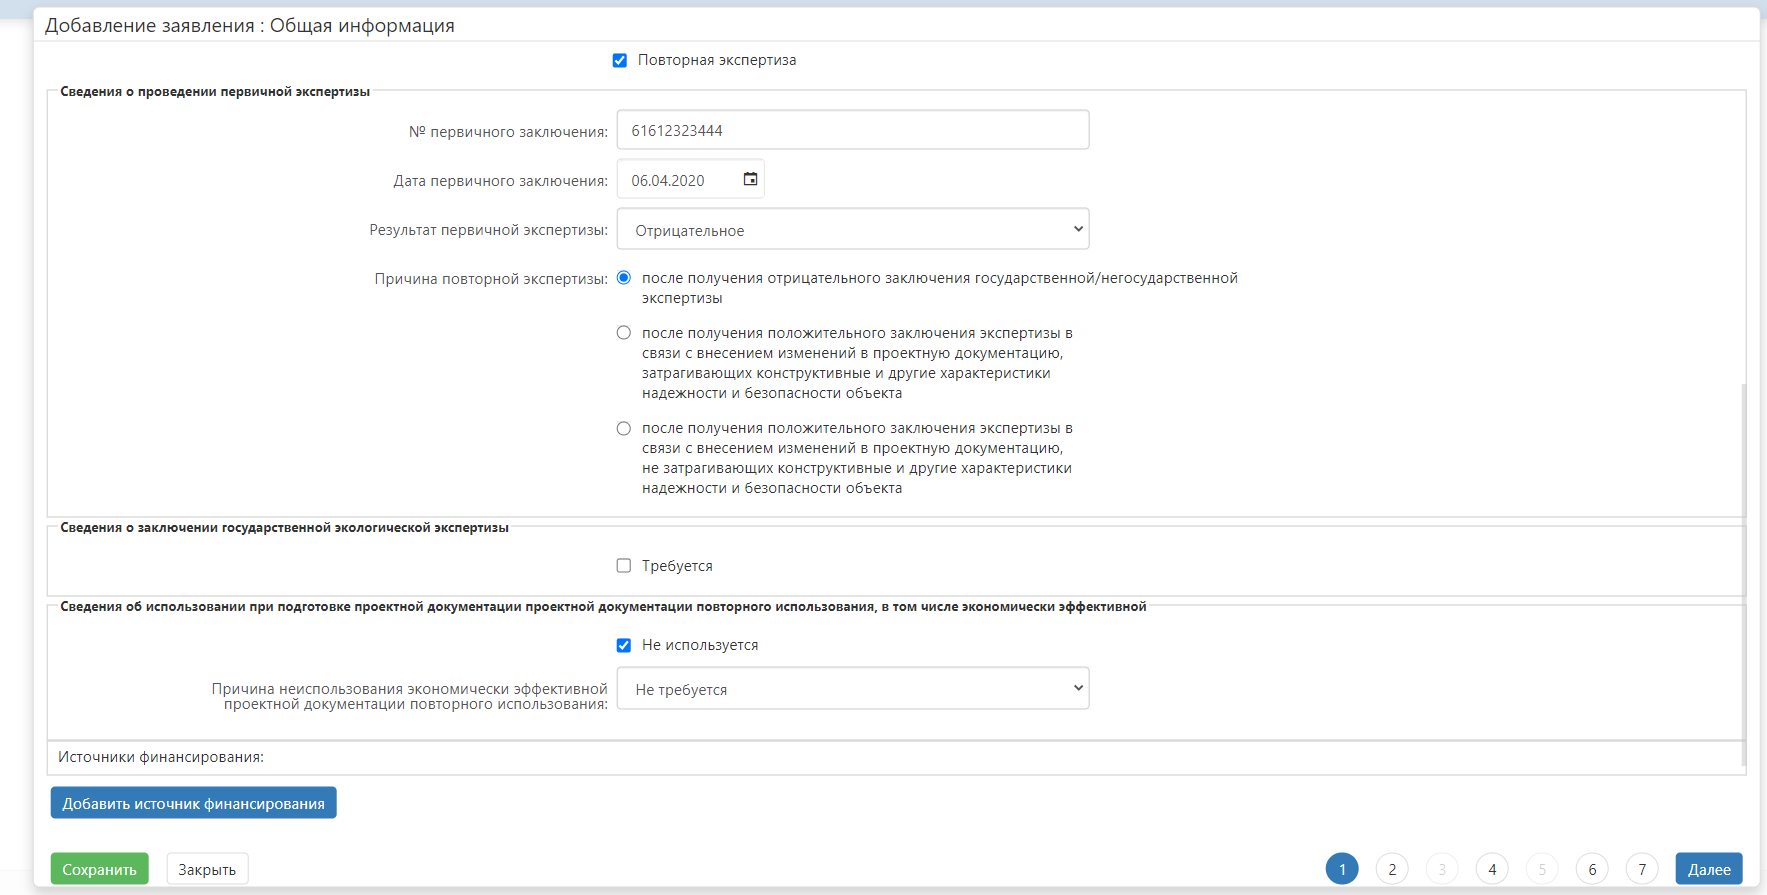 Добавление заявления : Общая информация
Повторная экспертиза
Сведения о проведении первичной экспертизы
№ первичного заключения:
61612323444
Дата первичного заключения:
06.04.2020
Результат первичной экспертизы:
Отрицательное
Причина повторной экспертизы:
после получения отрицательного заключения государственной/негосударственной
экспертизы
после получения положительного заключения экспертизы в
связи с внесением изменений в проектную документацию,
затрагивающих конструктивные и другие характеристики
надежности и безопасности объекта
после получения положительного заключения экспертизы в
связи с внесением изменений в проектную документацию,
не затрагивающих конструктивные и другие характеристики
надежности и безопасности объекта
Сведения о заключении государственной экологической экспертизы
Требуется
Сведения об использовании при подготовке проектной документации проектной документации повторного использования, в том числе экономически эффективной
Не используется
Причина неиспользования экономически эффективной
проектной документации повторного использования:
Не требуется
Источники финансирования:
Добавить источник финансирования
Сохранить
Закрыть
1
2
3
4
5
6
7
Далее